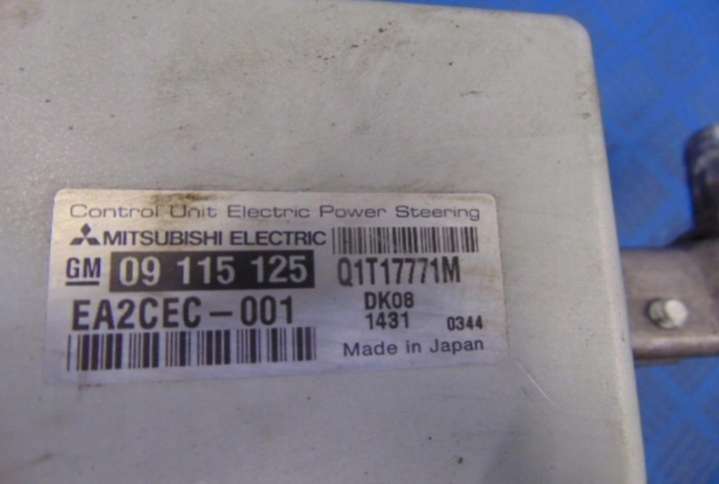 Control Unit Electric Power Steering
MITSUBISHI ELECTRIC
GM 09 115 125 Q1T17771M
EA2CEC-001 DK08
1431 0344
Made in Japan